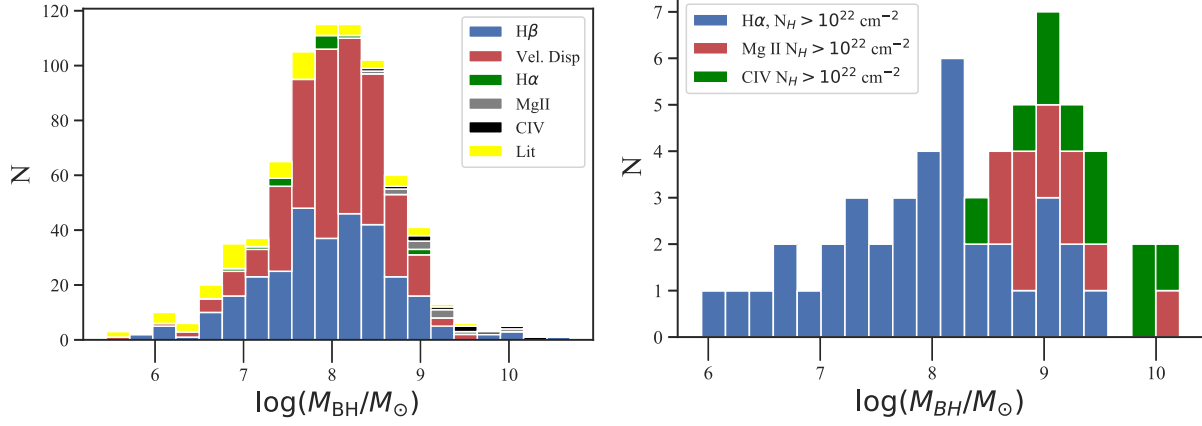 120
100
80
60
40
20
0
N
6 7 8 9 10
log(M_BH/M_⊙)
Hβ
Vel. Disp
Hα
MgII
CIV
Lit
7
6
5
4
3
2
1
0
N
6 7 8 9 10
log(M_BH/M_⊙)
Hα, N_H > 10^22 cm^−2
Mg II N_H > 10^22 cm^−2
CIV N_H > 10^22 cm^−2